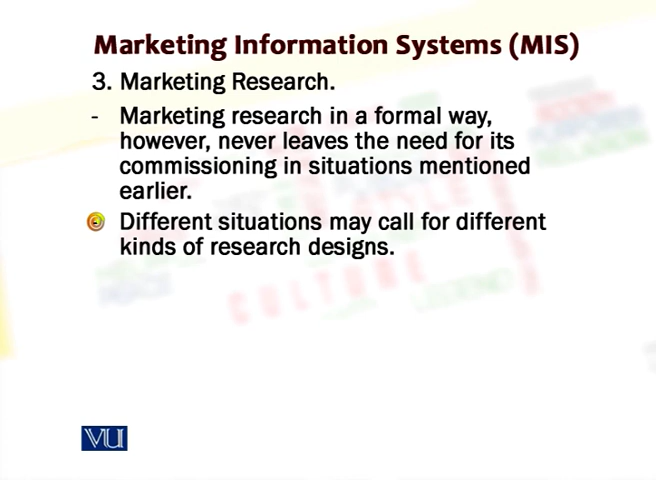 Marketing Information Systems (MIS)
3. Marketing Research.
- Marketing research in a formal way,
however, never leaves the need for its
commissioning in situations mentioned
earlier.
Different situations may call for different
kinds of research designs.
CULTURE
VU